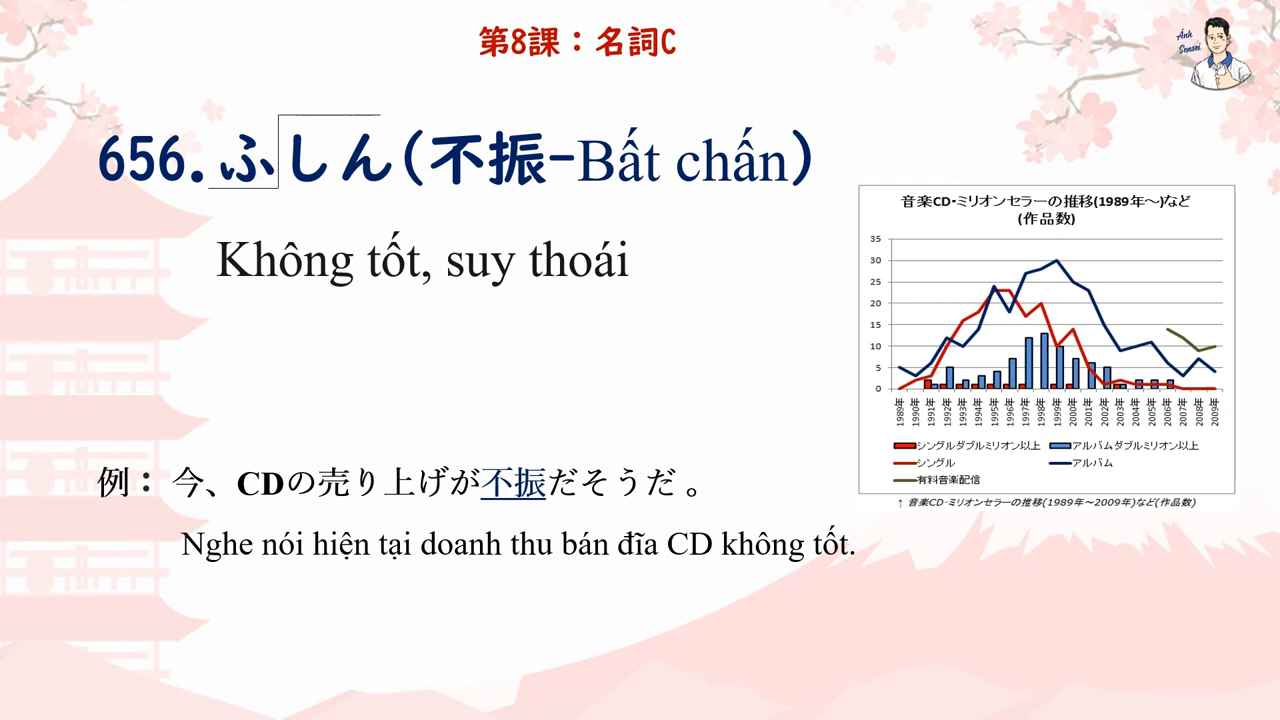 第8課：名詞C
Anh
Sensei
656.ふしん(不振-Bất chấn)
Không tốt, suy thoái
音楽CD・ミリオンセラーの推移(1989年～)など
(作品数)
35
30
25
20
15
10
5
0
1989年 1990年 1991年 1992年 1993年 1994年 1995年 1996年 1997年 1998年 1999年 2000年 2001年 2002年 2003年 2004年 2005年 2006年 2007年 2008年 2009年
シングルダブルミリオン以上 アルバムダブルミリオン以上
シングル アルバム
有料音楽配信
↑ 音楽CD・ミリオンセラーの推移(1989年～2009年)など(作品数)
例： 今、CDの売り上げが不振だそうだ 。
Nghe nói hiện tại doanh thu bán đĩa CD không tốt.